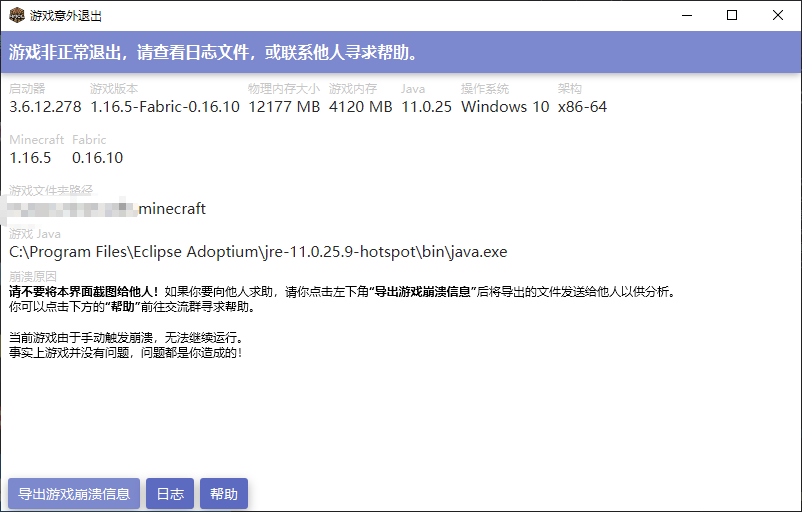 游戏意外退出
游戏非正常退出，请查看日志文件，或联系他人寻求帮助。
启动器 游戏版本 物理内存大小 游戏内存 Java 操作系统 架构
3.6.12.278 1.16.5-Fabric-0.16.10 12177 MB 4120 MB 11.0.25 Windows 10 x86-64
Minecraft Fabric
1.16.5 0.16.10
游戏文件夹路径
minecraft
游戏 Java
C:\Program Files\Eclipse Adoptium\jre-11.0.25.9-hotspot\bin\java.exe
崩溃原因
请不要将本界面截图给他人！如果你要向他人求助，请你点击左下角“导出游戏崩溃信息”后将导出的文件发送给他人以供分析。
你可以点击下方的“帮助”前往交流群寻求帮助。
当前游戏由于手动触发崩溃，无法继续运行。
事实上游戏并没有问题，问题都是你造成的！
导出游戏崩溃信息 日志 帮助